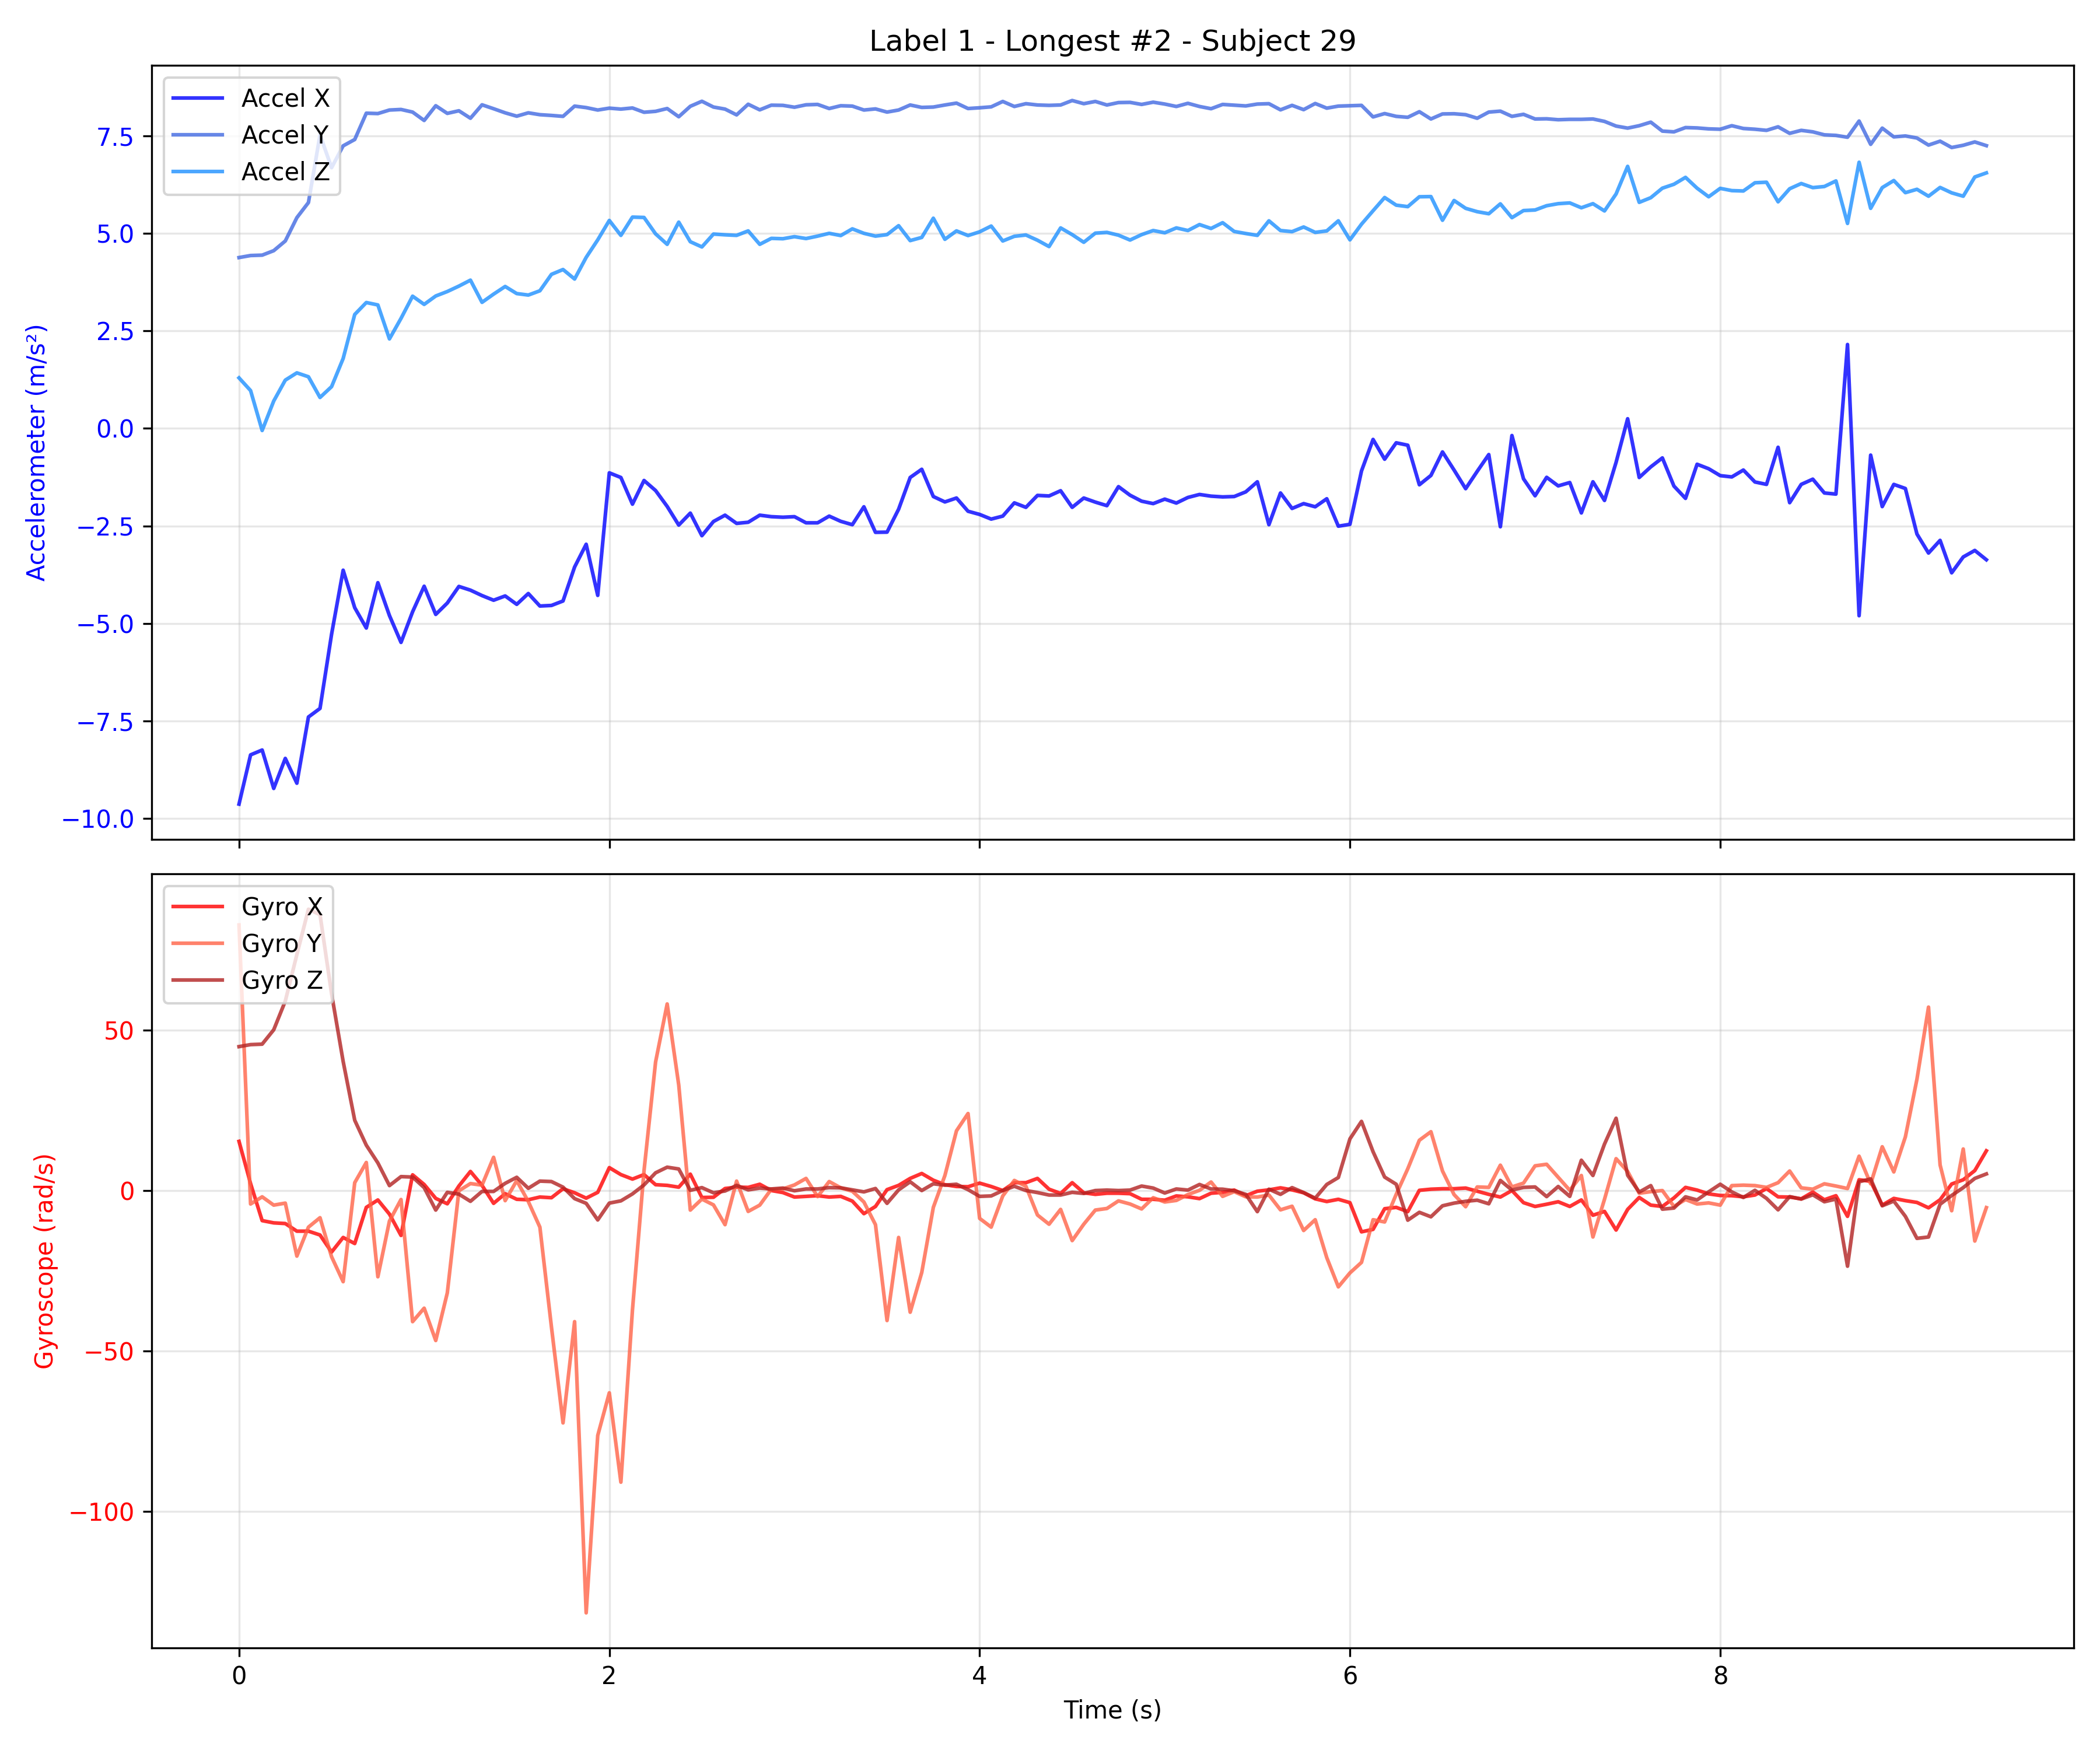 Label 1 - Longest #2 - Subject 29
Accel X
Accel Y
Accel Z
7.5
5.0
2.5
0.0
−2.5
−5.0
−7.5
−10.0
Accelerometer (m/s²)
Gyro X
Gyro Y
Gyro Z
50
0
−50
−100
Gyroscope (rad/s)
0 2 4 6 8
Time (s)